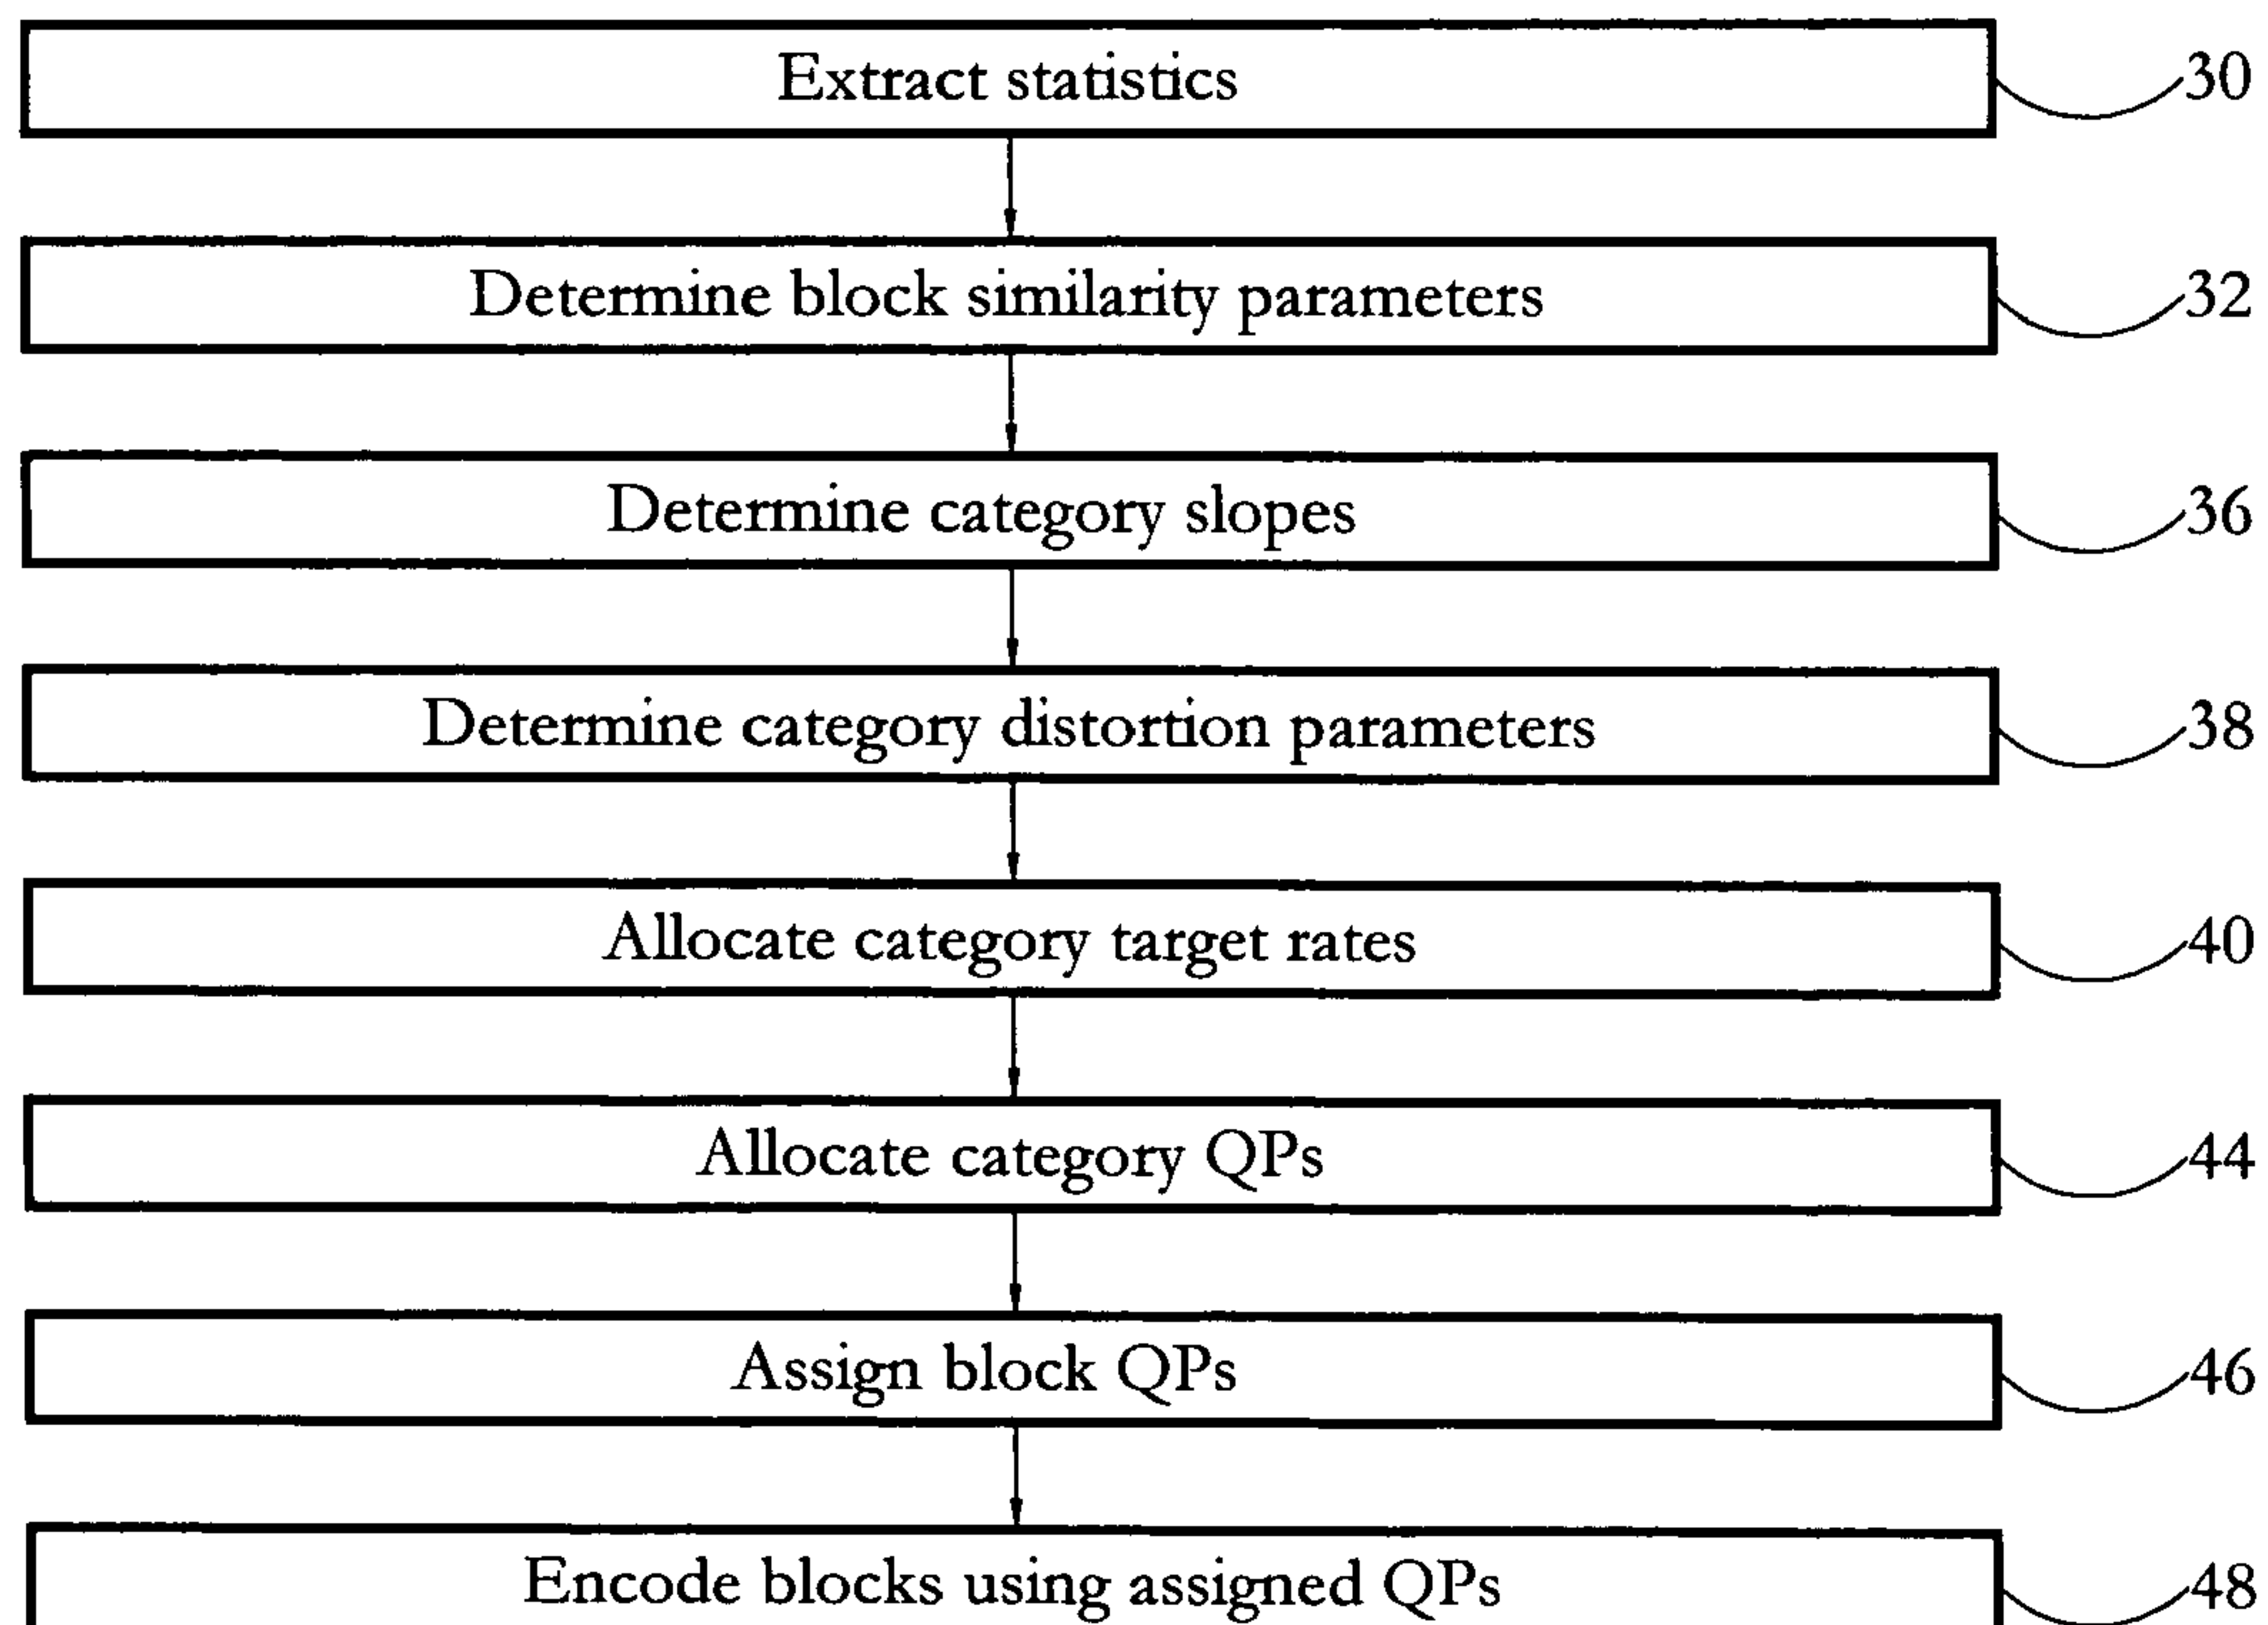 Extract statistics 30
Determine block similarity parameters 32
Determine category slopes 36
Determine category distortion parameters 38
Allocate category target rates 40
Allocate category QPs 44
Assign block QPs 46
Encode blocks using assigned QPs 48